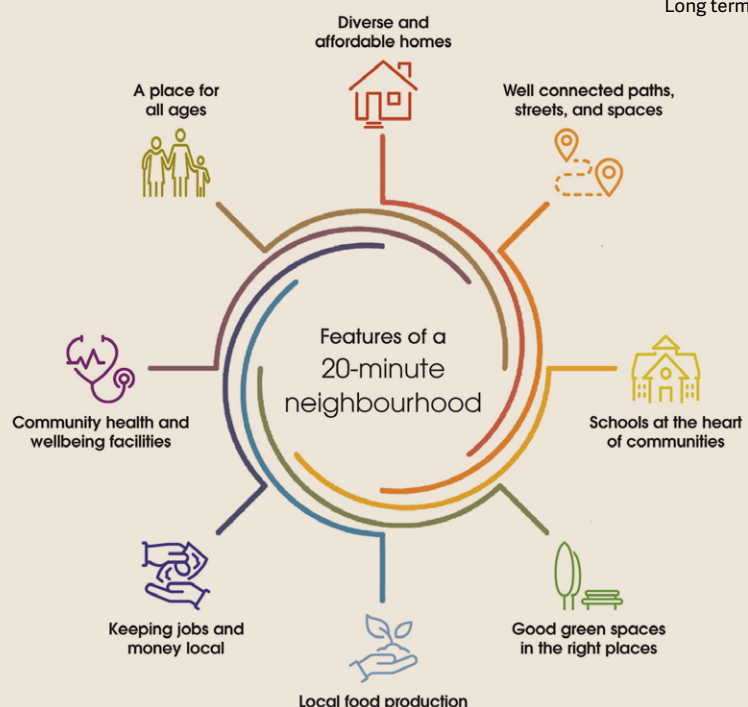 Long term
Diverse and
affordable homes
A place for
all ages
Well connected paths,
streets, and spaces
Features of a
20-minute
neighbourhood
Community health and
wellbeing facilities
Schools at the heart
of communities
Keeping jobs and
money local
Good green spaces
in the right places
Local food production